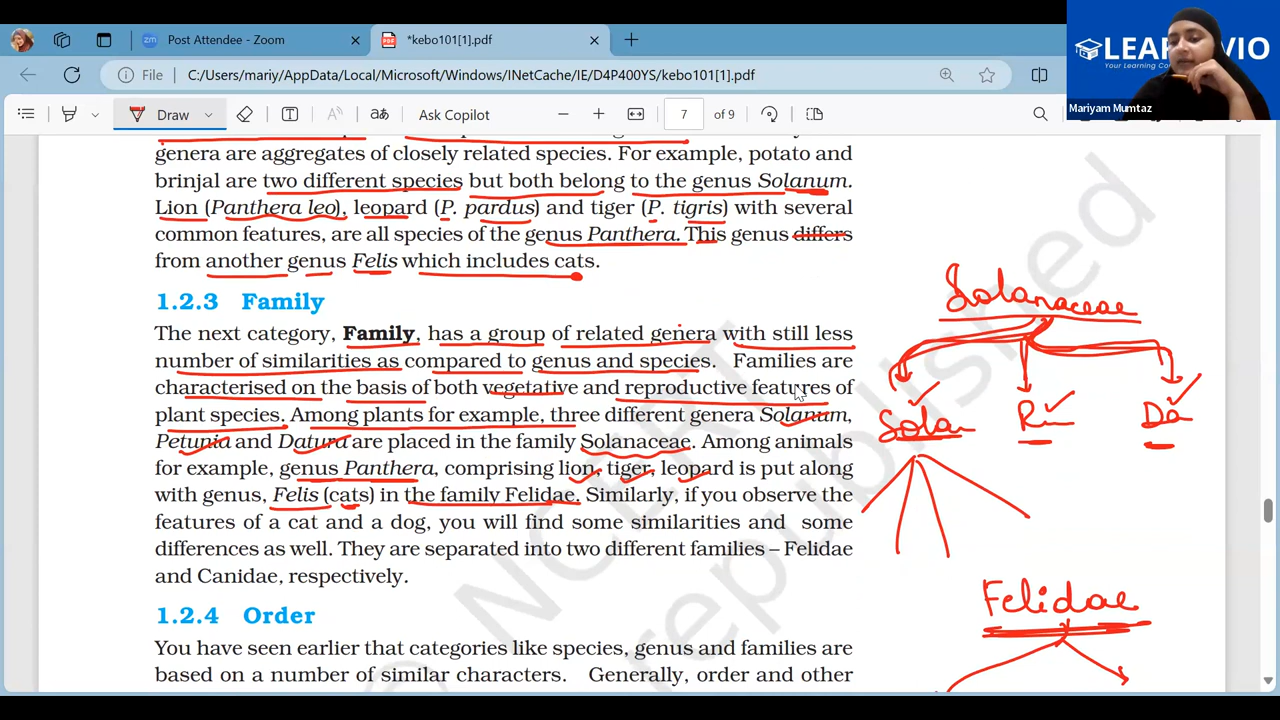 Post Attendee - Zoom
*kebo101[1].pdf
LEAR
VIO
Your Learning
Mariyam Mumtaz
File
C:/Users/mariy/AppData/Local/Microsoft/Windows/INetCache/IE/D4P400YS/kebo101[1].pdf
Draw
Ask Copilot
7
of 9
genera are aggregates of closely related species. For example, potato and
brinjal are two different species but both belong to the genus Solanum.
Lion (Panthera leo), leopard (P. pardus) and tiger (P. tigris) with several
common features, are all species of the genus Panthera. This genus differs
from another genus Felis which includes cats.
1.2.3 Family
The next category, Family, has a group of related genera with still less
number of similarities as compared to genus and species. Families are
characterised on the basis of both vegetative and reproductive features of
plant species. Among plants for example, three different genera Solanum,
Petunia and Datura are placed in the family Solanaceae. Among animals
for example, genus Panthera, comprising lion, tiger, leopard is put along
with genus, Felis (cats) in the family Felidae. Similarly, if you observe the
features of a cat and a dog, you will find some similarities and some
differences as well. They are separated into two different families – Felidae
and Canidae, respectively.
1.2.4 Order
You have seen earlier that categories like species, genus and families are
based on a number of similar characters. Generally, order and other
Solanaceae
Solan
Da
Felidae
NCERT
republished